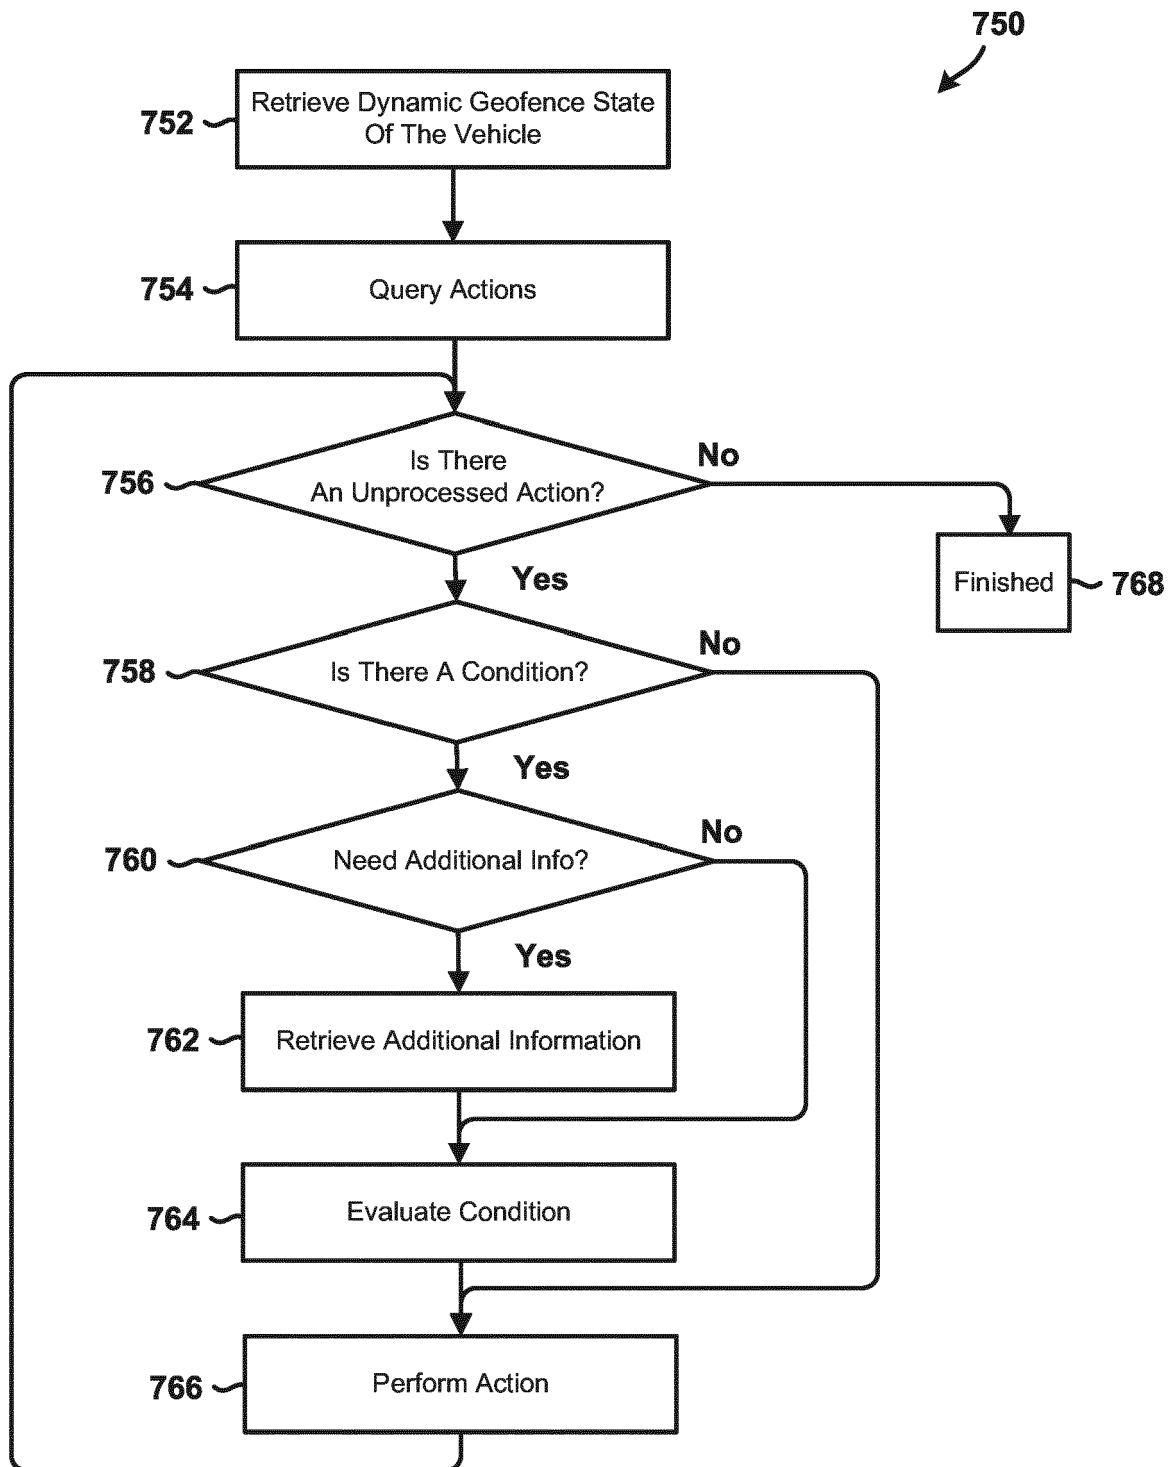 750
752
Retrieve Dynamic Geofence State
Of The Vehicle
754
Query Actions
756
Is There
An Unprocessed Action?
No
Yes
Finished
768
758
Is There A Condition?
No
Yes
760
Need Additional Info?
No
Yes
762
Retrieve Additional Information
764
Evaluate Condition
766
Perform Action